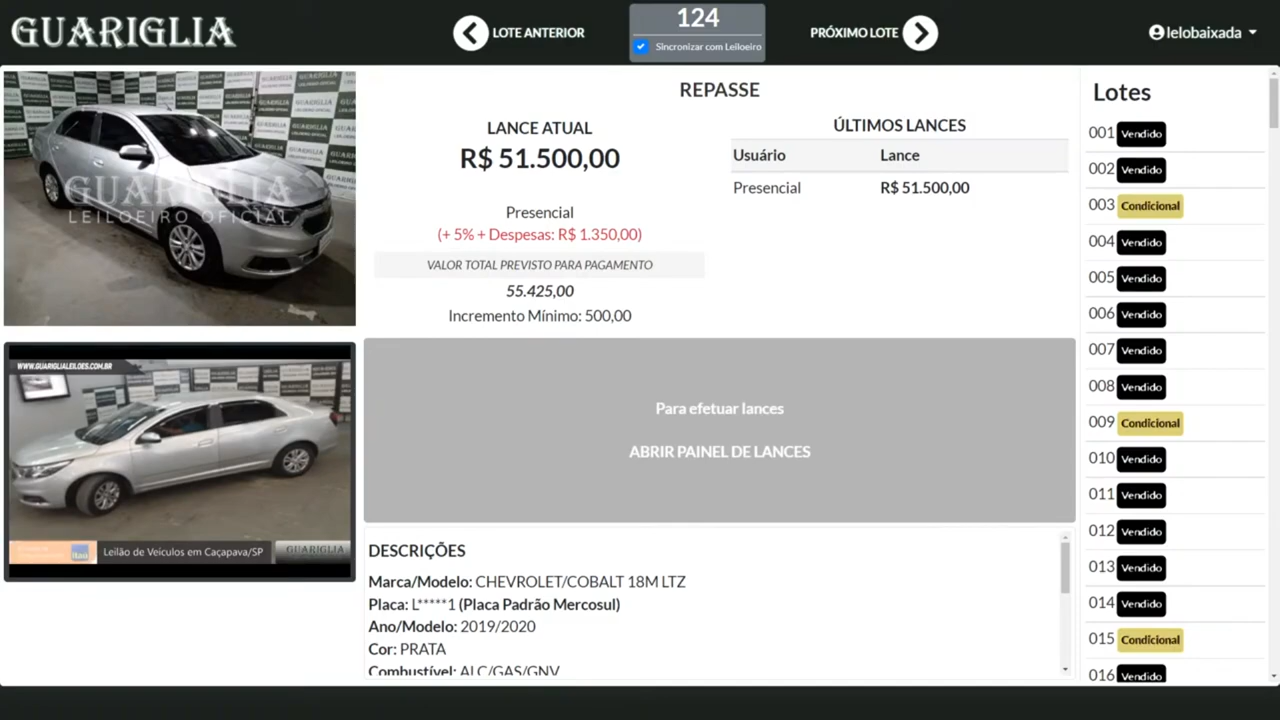 GUARIGLIA
LOTE ANTERIOR
124
Sincronizar com Leiloeiro
PRÓXIMO LOTE
lelobaixada
GUARIGLIA
LEILOEIRO OFICIAL
WWW.GUARIGLIALEILOES.COM.BR
Itaú
Leilão de Veículos em Caçapava/SP
GUARIGLIA
REPASSE
LANCE ATUAL
R$ 51.500,00
Presencial
(+ 5% + Despesas: R$ 1.350,00)
VALOR TOTAL PREVISTO PARA PAGAMENTO
55.425,00
Incremento Mínimo: 500,00
ÚLTIMOS LANCES
Usuário Lance
Presencial R$ 51.500,00
Para efetuar lances
ABRIR PAINEL DE LANCES
DESCRIÇÕES
Marca/Modelo: CHEVROLET/COBALT 18M LTZ
Placa: L*****1 (Placa Padrão Mercosul)
Ano/Modelo: 2019/2020
Cor: PRATA
Combustível: ALC/GAS/GNV
Lotes
001 Vendido
002 Vendido
003 Condicional
004 Vendido
005 Vendido
006 Vendido
007 Vendido
008 Vendido
009 Condicional
010 Vendido
011 Vendido
012 Vendido
013 Vendido
014 Vendido
015 Condicional
016 Vendido